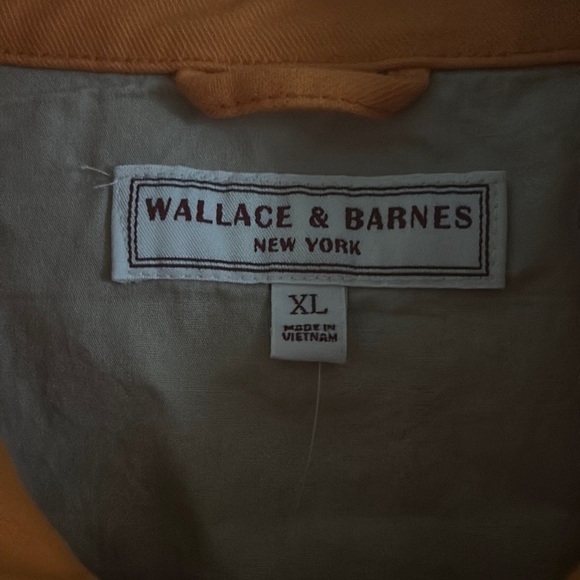 WALLACE & BARNES
NEW YORK
XL
MADE IN
VIETNAM